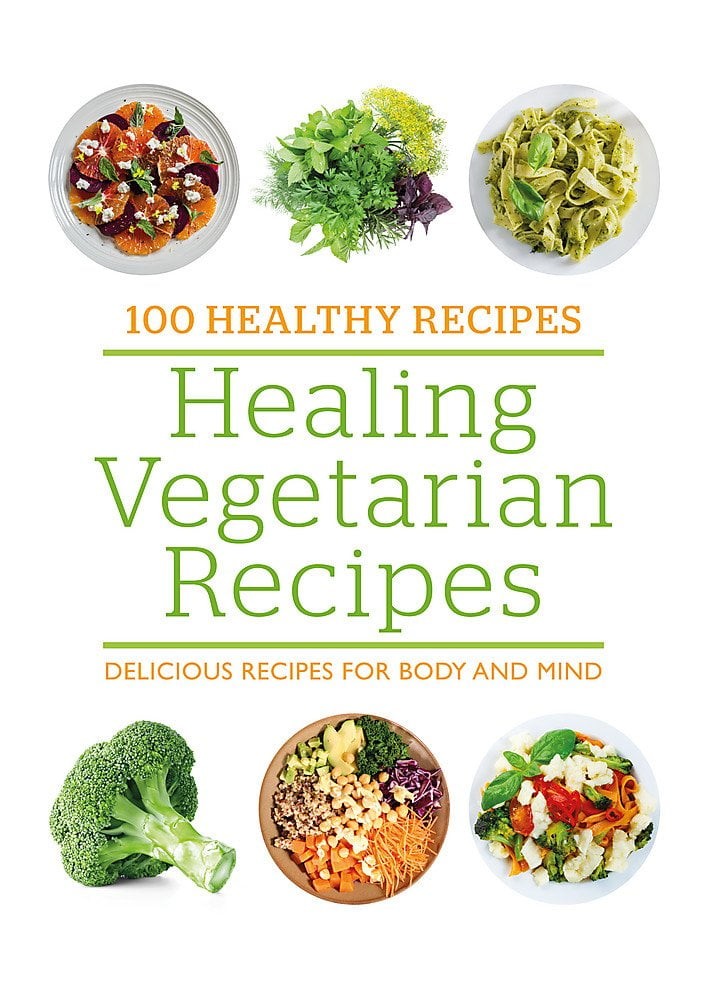 100 HEALTHY RECIPES
Healing
Vegetarian
Recipes
DELICIOUS RECIPES FOR BODY AND MIND